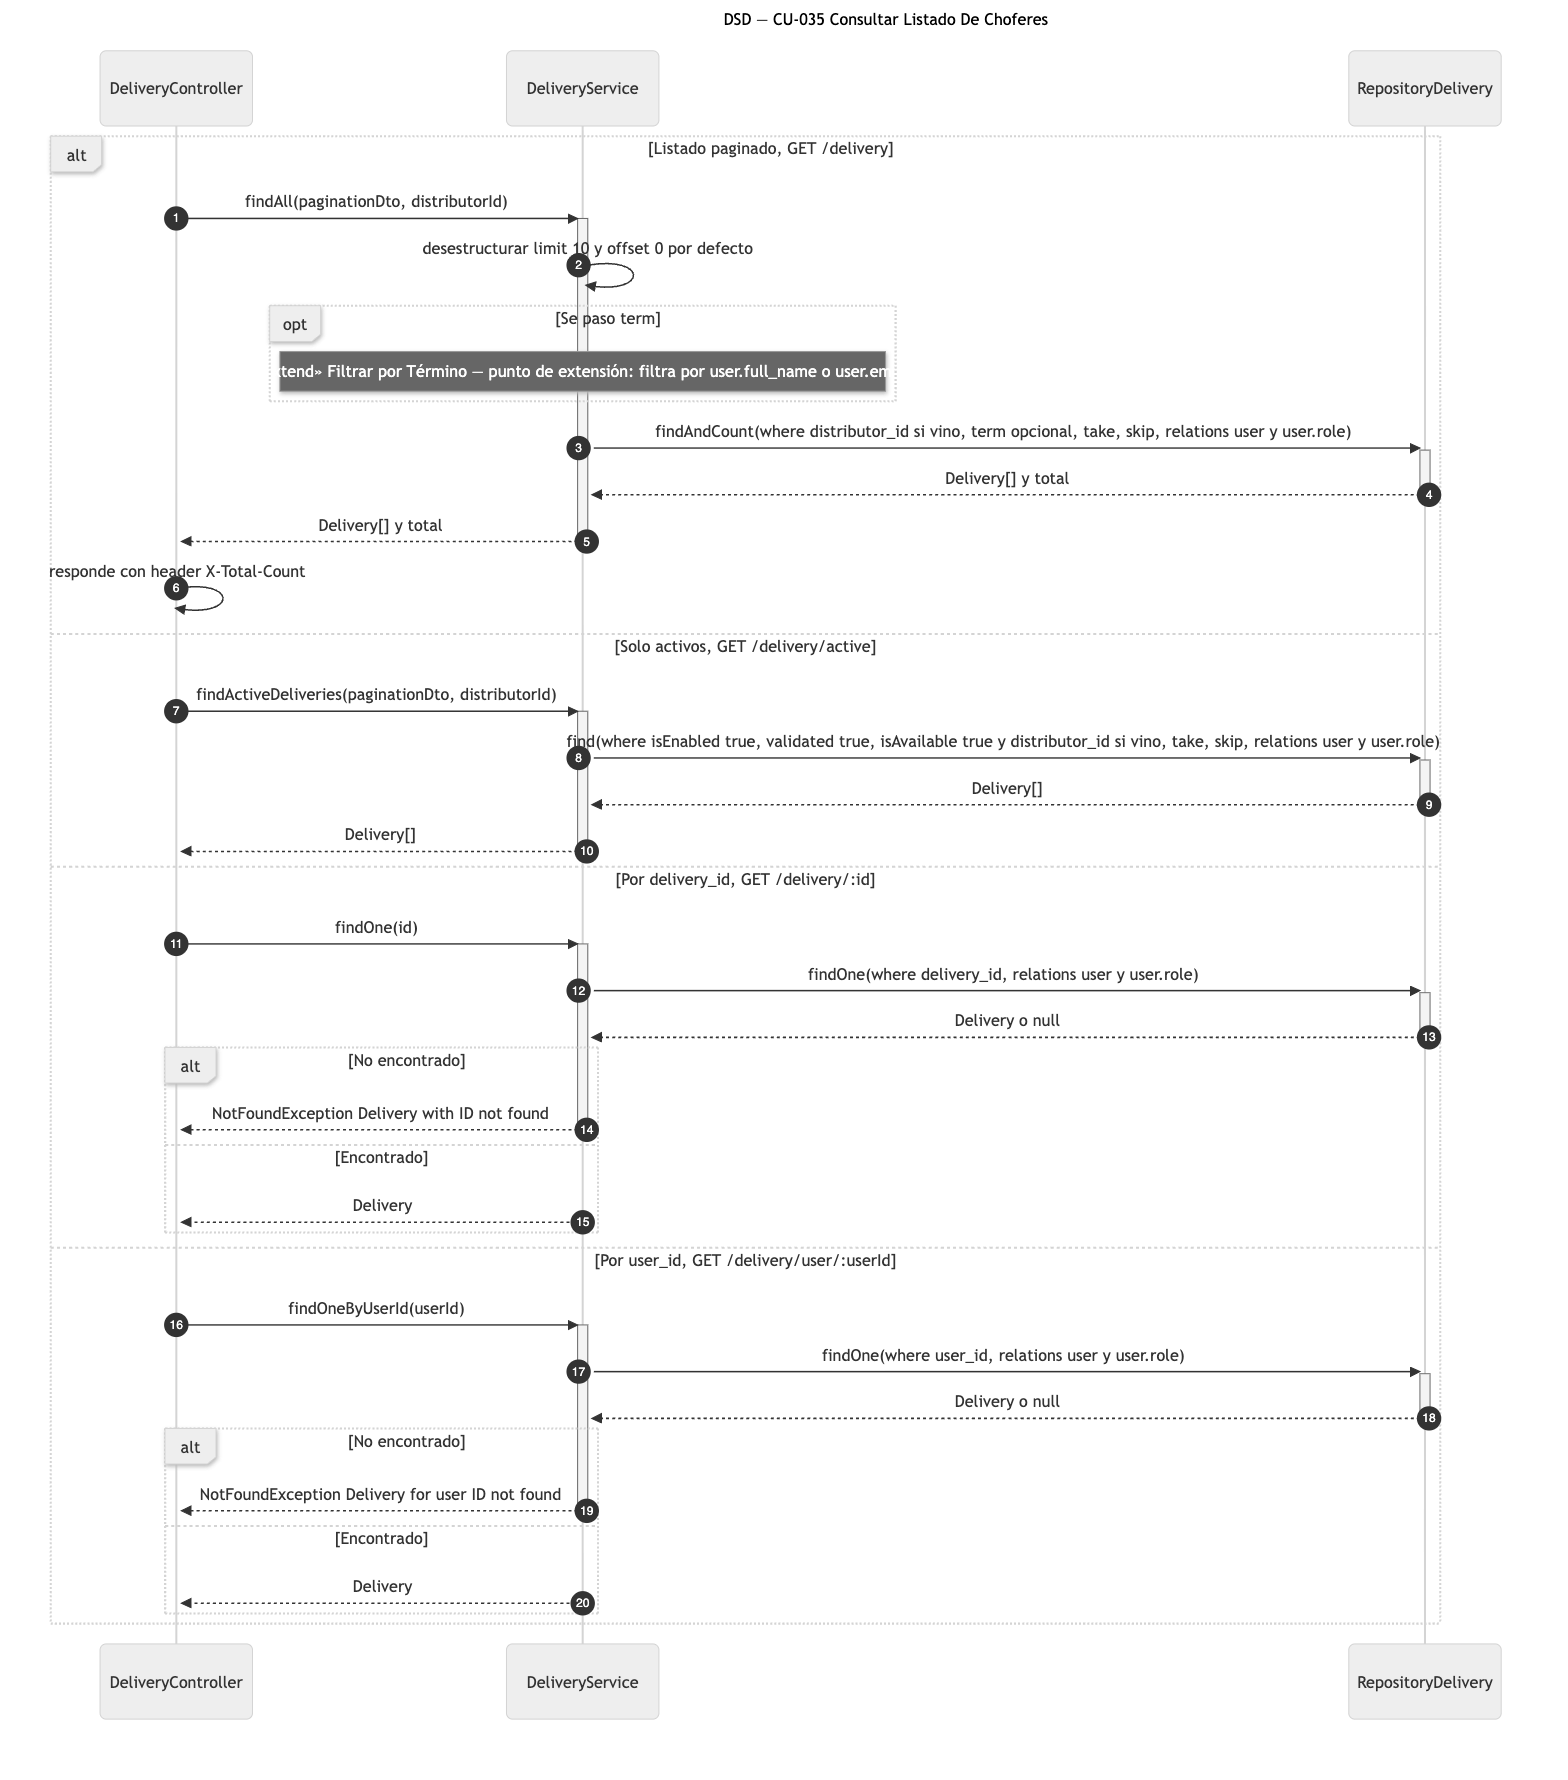 DSD — CU-035 Consultar Listado De Choferes
DeliveryController
DeliveryService
RepositoryDelivery
alt
[Listado paginado, GET /delivery]
findAll(paginationDto, distributorId)
1
desestructurar limit 10 y offset 0 por defecto
2
opt
[Se paso term]
tend» Filtrar por Término — punto de extensión: filtra por user.full_name o user.em
findAndCount(where distributor_id si vino, term opcional, take, skip, relations user y user.role)
3
Delivery[] y total
4
Delivery[] y total
5
responde con header X-Total-Count
6
[Solo activos, GET /delivery/active]
findActiveDeliveries(paginationDto, distributorId)
7
find(where isEnabled true, validated true, isAvailable true y distributor_id si vino, take, skip, relations user y user.role)
8
Delivery[]
9
Delivery[]
10
[Por delivery_id, GET /delivery/:id]
findOne(id)
11
findOne(where delivery_id, relations user y user.role)
12
Delivery o null
13
alt
[No encontrado]
NotFoundException Delivery with ID not found
14
[Encontrado]
Delivery
15
[Por user_id, GET /delivery/user/:userId]
findOneByUserId(userId)
16
findOne(where user_id, relations user y user.role)
17
Delivery o null
18
alt
[No encontrado]
NotFoundException Delivery for user ID not found
19
[Encontrado]
Delivery
20
DeliveryController
DeliveryService
RepositoryDelivery